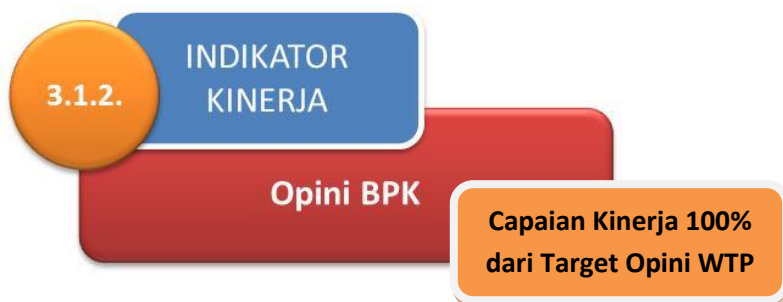 3.1.2.
INDIKATOR
KINERJA
Opini BPK
Capaian Kinerja 100%
dari Target Opini WTP